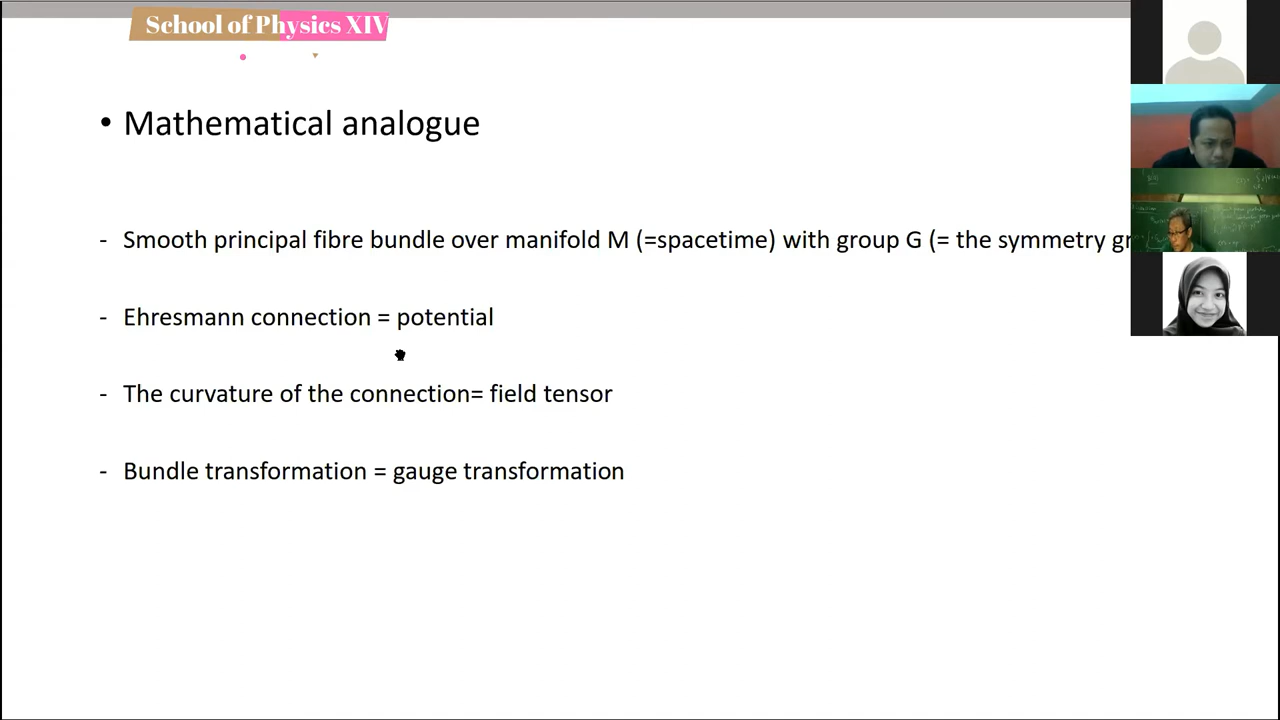 School of Physics XIV
• Mathematical analogue
- Smooth principal fibre bundle over manifold M (=spacetime) with group G (= the symmetry
- Ehresmann connection = potential
- The curvature of the connection= field tensor
- Bundle transformation = gauge transformation